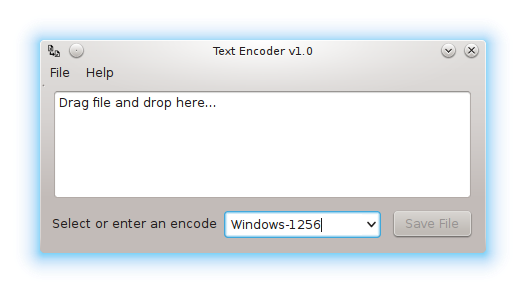 Text Encoder v1.0
File Help
Drag file and drop here...
Select or enter an encode Windows-1256 Save File